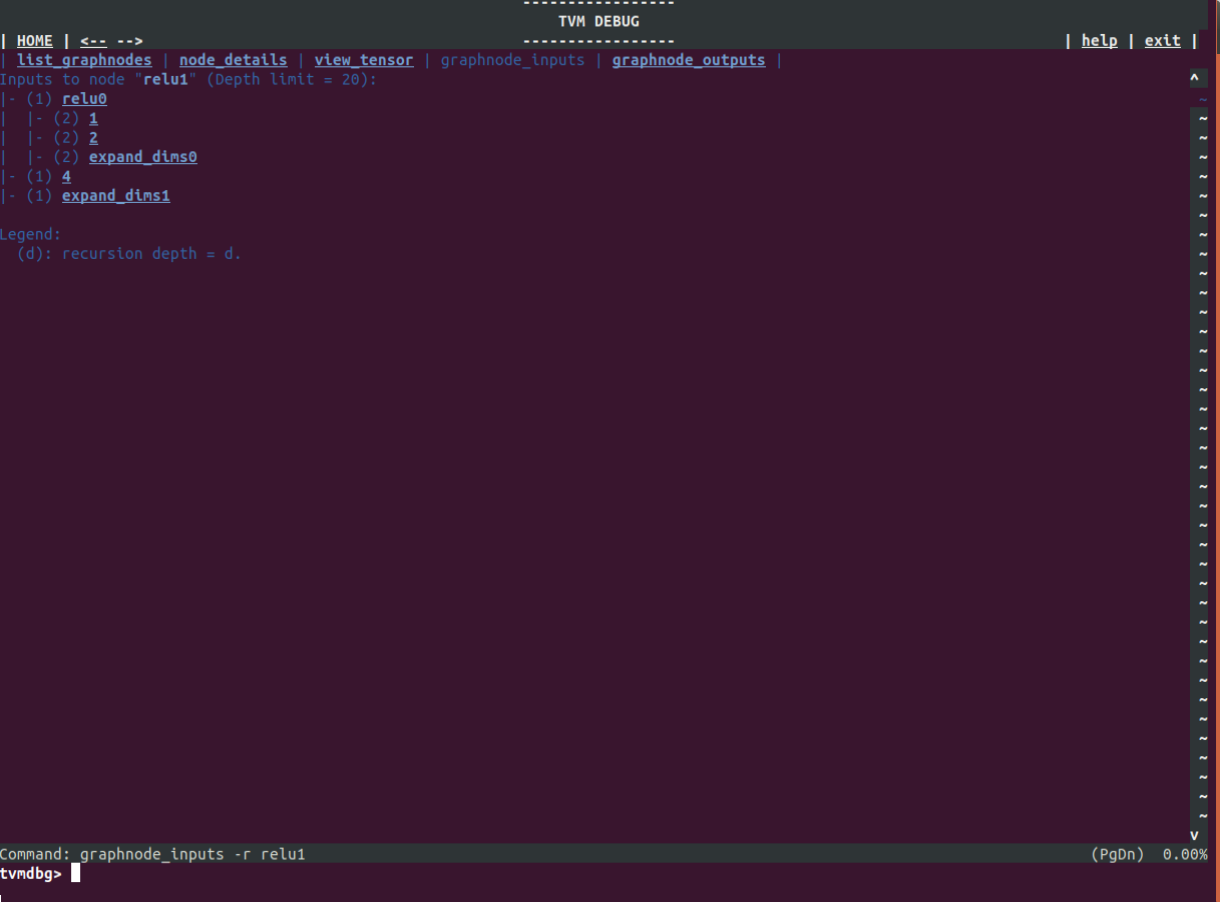 -----------------
TVM DEBUG
| HOME | <-- --> ----------------- | help | exit |
| list_graphnodes | node_details | view_tensor | graphnode_inputs | graphnode_outputs |
Inputs to node "relu1" (Depth limit = 20):
|- (1) relu0
|  |- (2) 1
|  |- (2) 2
|  |- (2) expand_dims0
|- (1) 4
|- (1) expand_dims1
Legend:
  (d): recursion depth = d.
Command: graphnode_inputs -r relu1 (PgDn) 0.00%
tvmdbg>